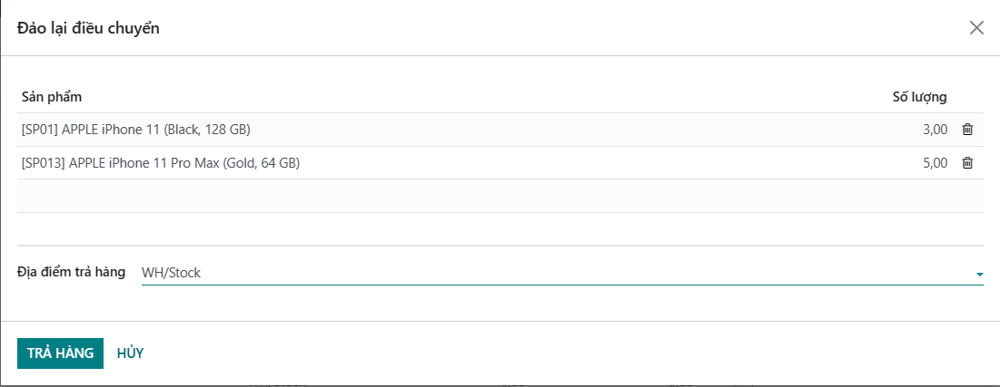 Đảo lại điều chuyển
Sản phẩm Số lượng
[SP01] APPLE iPhone 11 (Black, 128 GB) 3,00
[SP013] APPLE iPhone 11 Pro Max (Gold, 64 GB) 5,00
Địa điểm trả hàng WH/Stock
TRẢ HÀNG HỦY